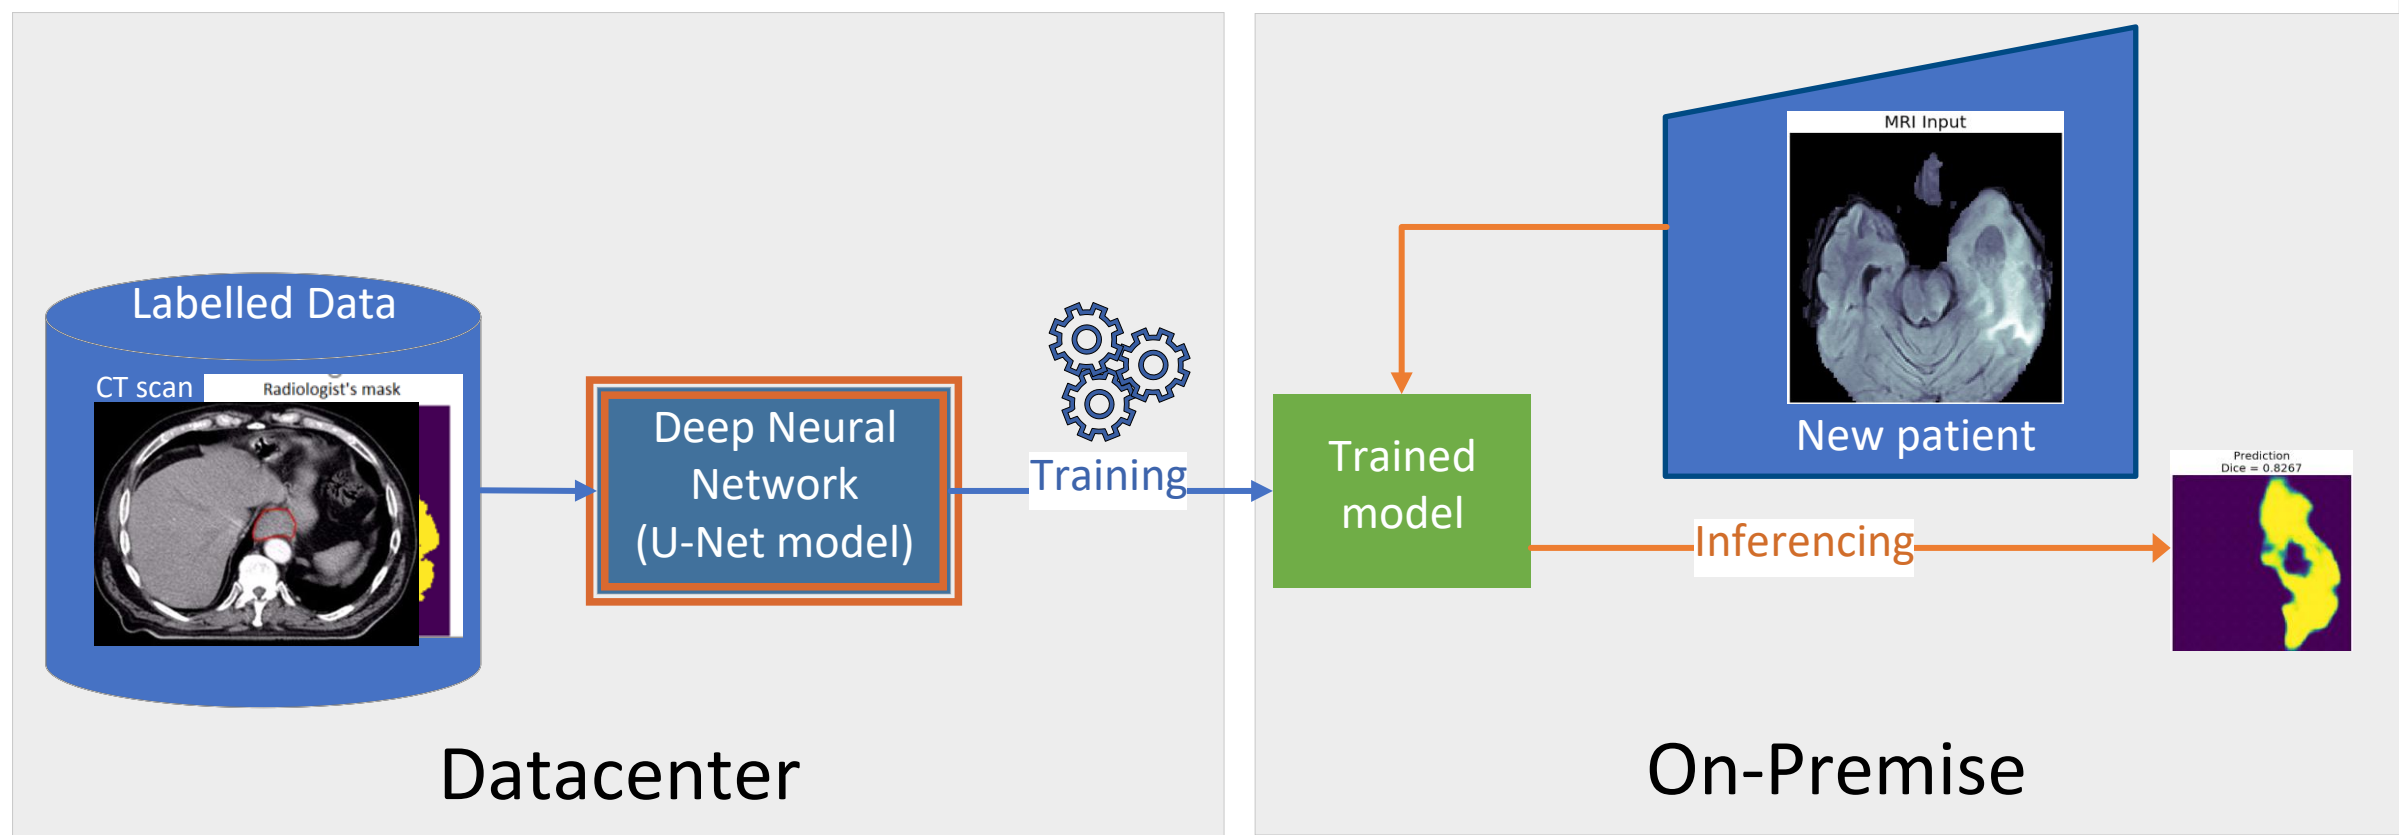 Labelled Data
CT scan
Radiologist's mask
Deep Neural
Network
(U-Net model)
Training
Datacenter
MRI Input
New patient
Trained
model
Inferencing
Prediction
Dice = 0.8267
On-Premise